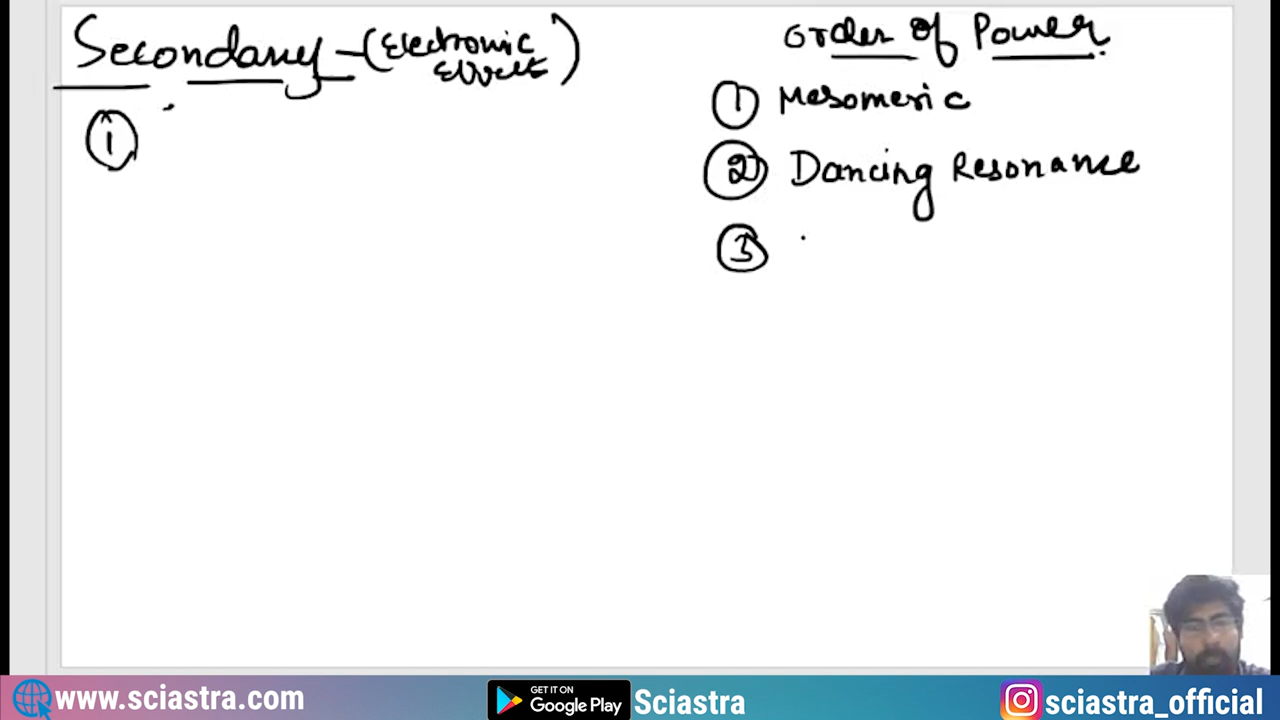 Secondary - (Electronic
Effect)
①
Order of Power
① Mesomeric
② Dancing Resonance
③
www.sciastra.com
GET IT ON
Google Play
Sciastra
sciastra_official